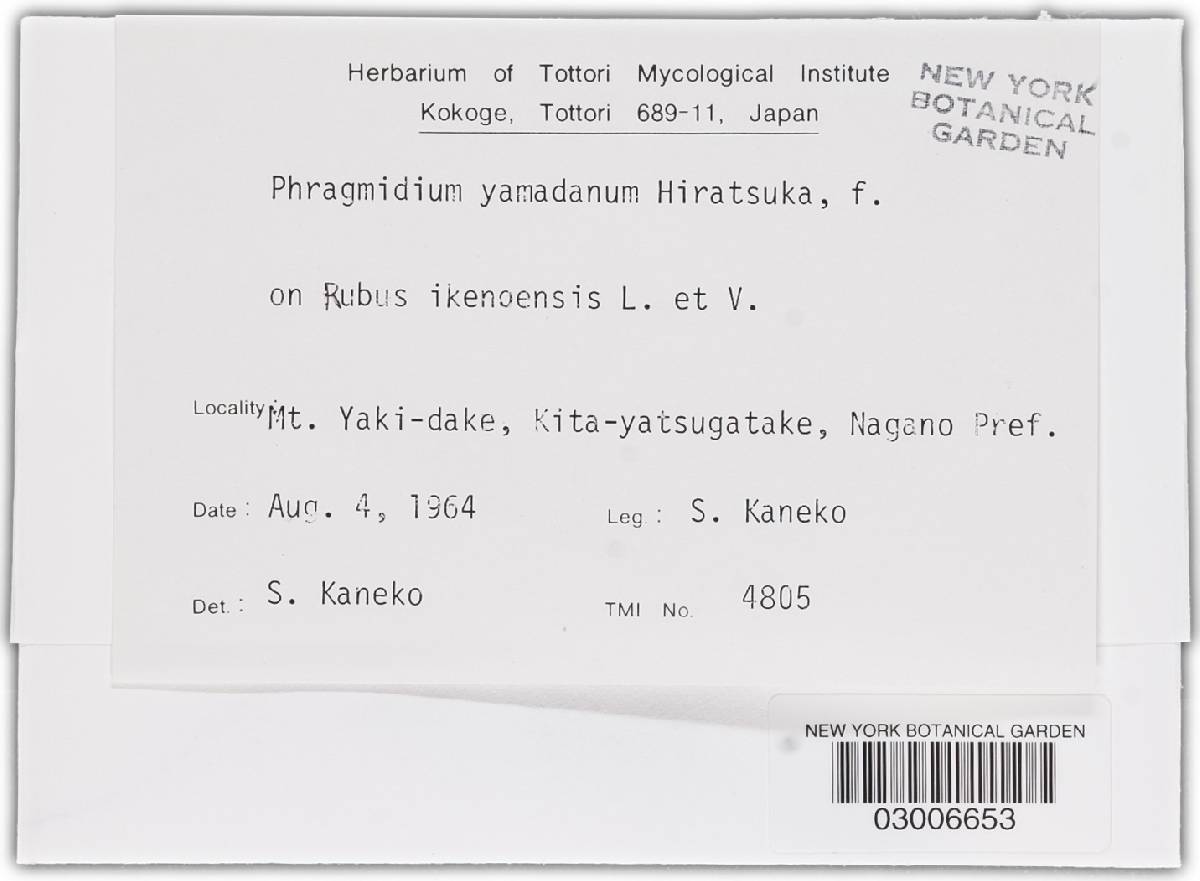 Herbarium of Tottori Mycological Institute
Kokoge, Tottori 689-11, Japan
NEW YORK
BOTANICAL
GARDEN
Phragmidium yamadanum Hiratsuka, f.
on Rubus ikenoensis L. et V.
Locality: Mt. Yaki-dake, Kita-yatsugatake, Nagano Pref.
Date: Aug. 4, 1964 Leg.: S. Kaneko
Det.: S. Kaneko TMI No. 4805
NEW YORK BOTANICAL GARDEN
03006653